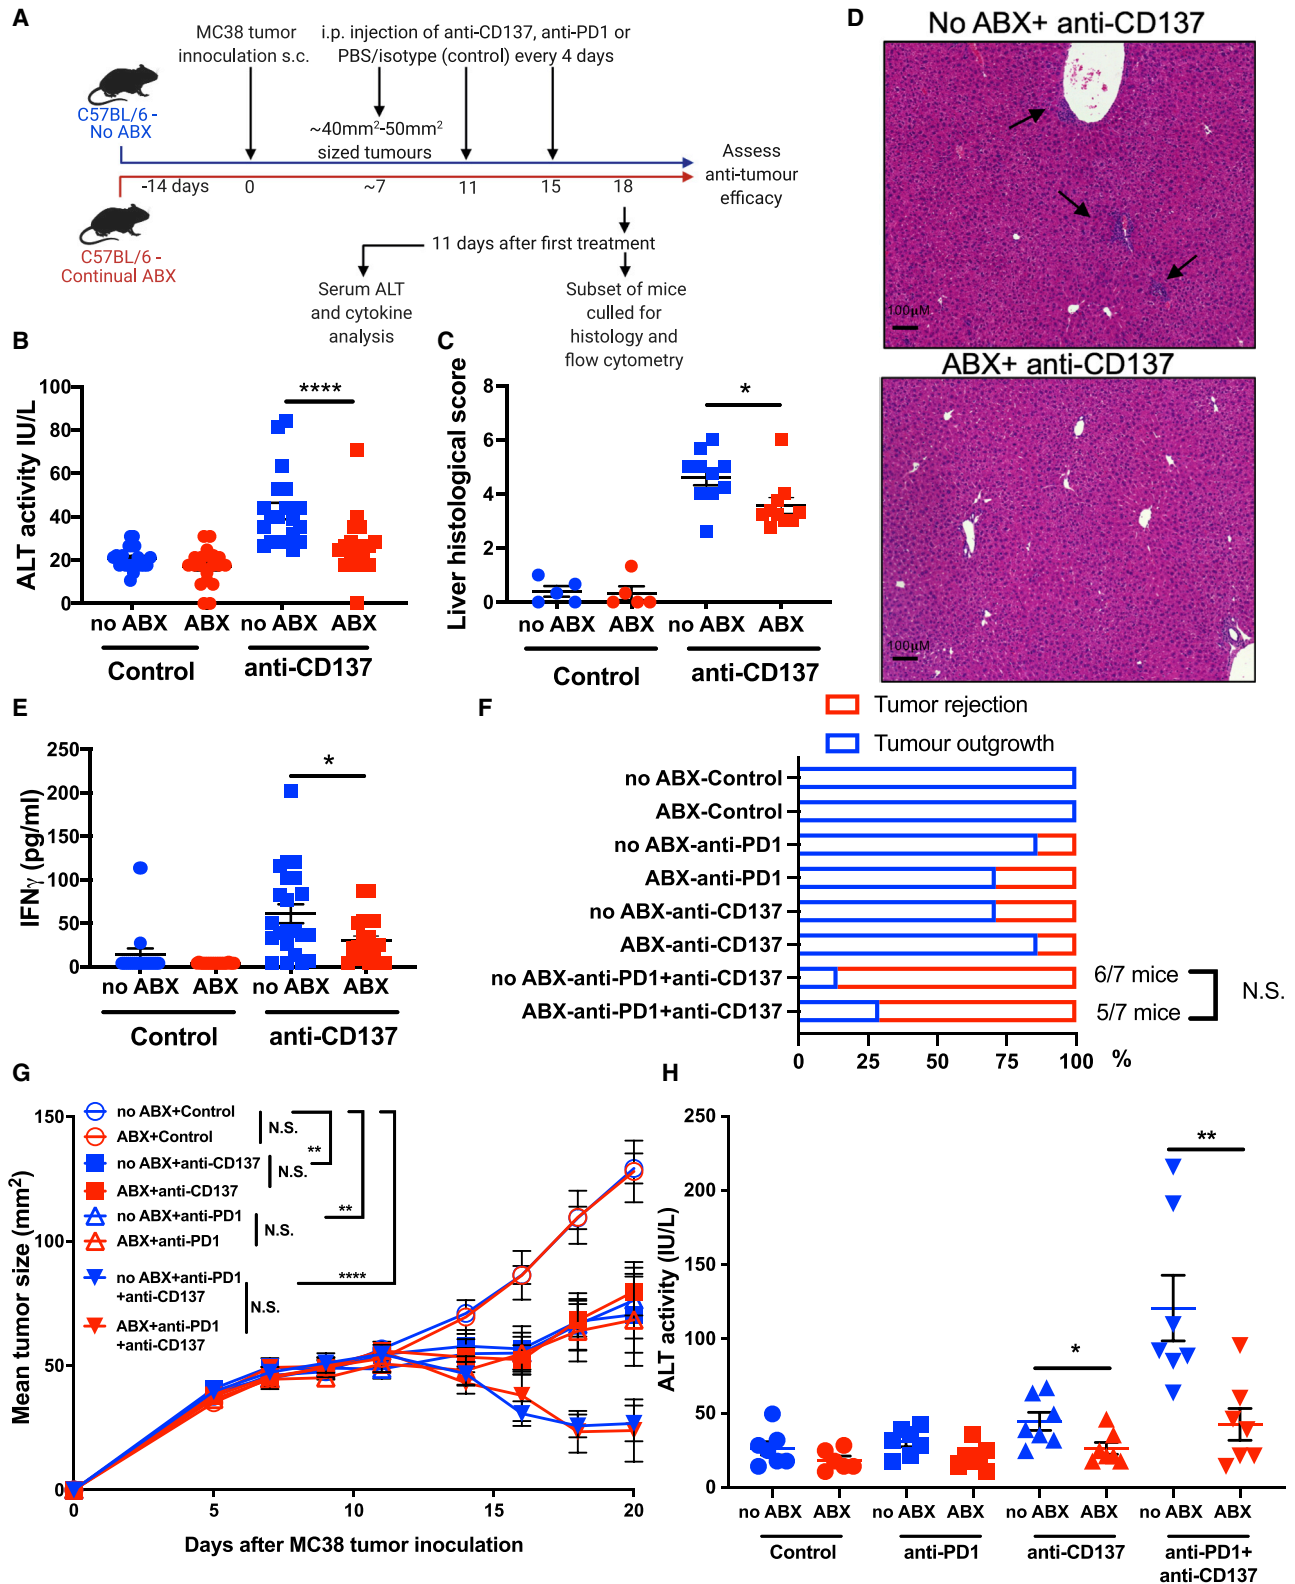 A
MC38 tumor
innoculation s.c.
i.p. injection of anti-CD137, anti-PD1 or
PBS/isotype (control) every 4 days
C57BL/6 -
No ABX
~40mm²-50mm²
sized tumours
-14 days
0
~7
11
15
18
Assess
anti-tumour
efficacy
C57BL/6 -
Continual ABX
11 days after first treatment
Serum ALT
and cytokine
analysis
Subset of mice
culled for
histology and
flow cytometry
B
ALT activity IU/L
100
80
60
40
20
0
****
no ABX
ABX
no ABX
ABX
Control
anti-CD137
C
Liver histological score
8
6
4
2
0
*
no ABX
ABX
no ABX
ABX
Control
anti-CD137
D
No ABX+ anti-CD137
100µM
ABX+ anti-CD137
100µM
E
IFNγ (pg/ml)
250
200
150
100
50
0
*
no ABX
ABX
no ABX
ABX
Control
anti-CD137
F
Tumor rejection
Tumour outgrowth
no ABX-Control
ABX-Control
no ABX-anti-PD1
ABX-anti-PD1
no ABX-anti-CD137
ABX-anti-CD137
no ABX-anti-PD1+anti-CD137
ABX-anti-PD1+anti-CD137
6/7 mice
5/7 mice
N.S.
0
25
50
75
100
%
G
Mean tumor size (mm²)
150
100
50
0
no ABX+Control
ABX+Control
no ABX+anti-CD137
ABX+anti-CD137
no ABX+anti-PD1
ABX+anti-PD1
no ABX+anti-PD1
+anti-CD137
ABX+anti-PD1
+anti-CD137
N.S.
**
N.S.
**
N.S.
****
N.S.
0
5
10
15
20
Days after MC38 tumor inoculation
H
ALT activity (IU/L)
250
200
150
100
50
0
*
**
no ABX
ABX
no ABX
ABX
no ABX
ABX
no ABX
ABX
Control
anti-PD1
anti-CD137
anti-PD1+
anti-CD137